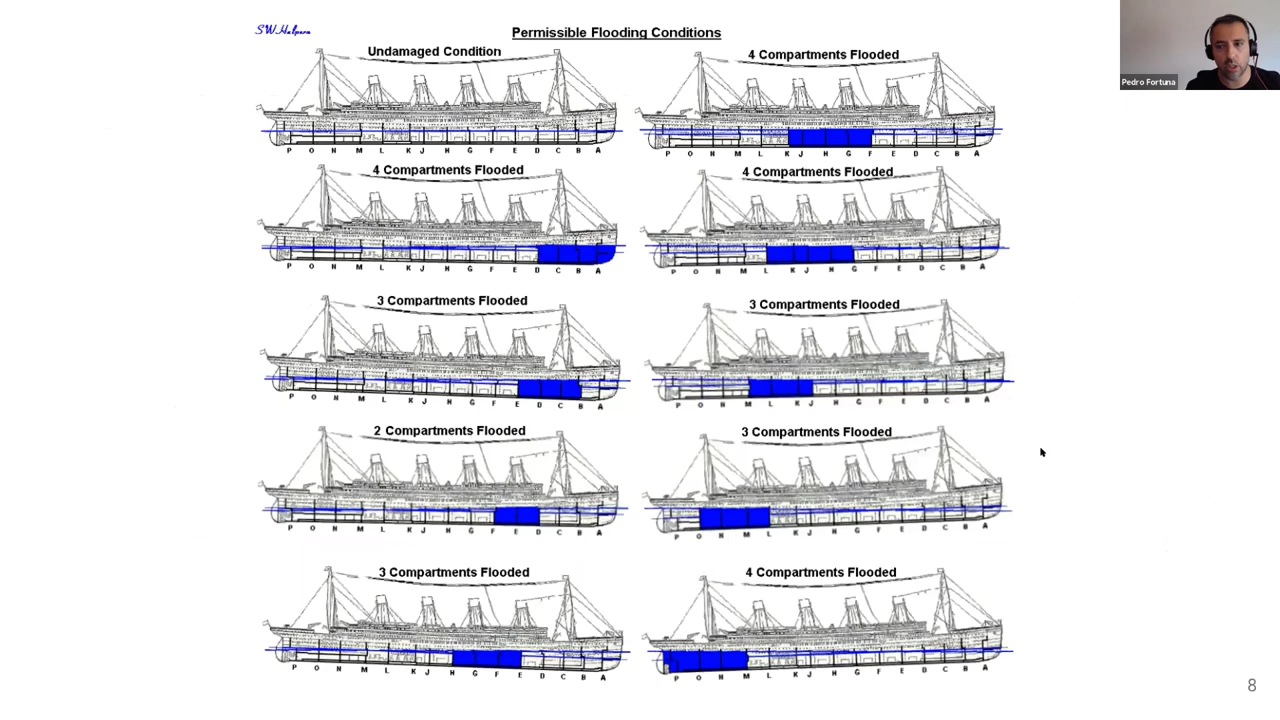 SWHalpern
Permissible Flooding Conditions
Pedro Fortuna
Undamaged Condition
P O N M L K J H G F E D C B A
4 Compartments Flooded
P O N M L K J H G F E D C B A
4 Compartments Flooded
P O N M L K J H G F E D C B A
4 Compartments Flooded
P O N M L K J H G F E D C B A
3 Compartments Flooded
P O N M L K J H G F E D C B A
3 Compartments Flooded
P O N M L K J H G F E D C B A
2 Compartments Flooded
P O N M L K J H G F E D C B A
3 Compartments Flooded
P O N M L K J H G F E D C B A
3 Compartments Flooded
P O N M L K J H G F E D C B A
4 Compartments Flooded
P O N M L K J H G F E D C B A
8